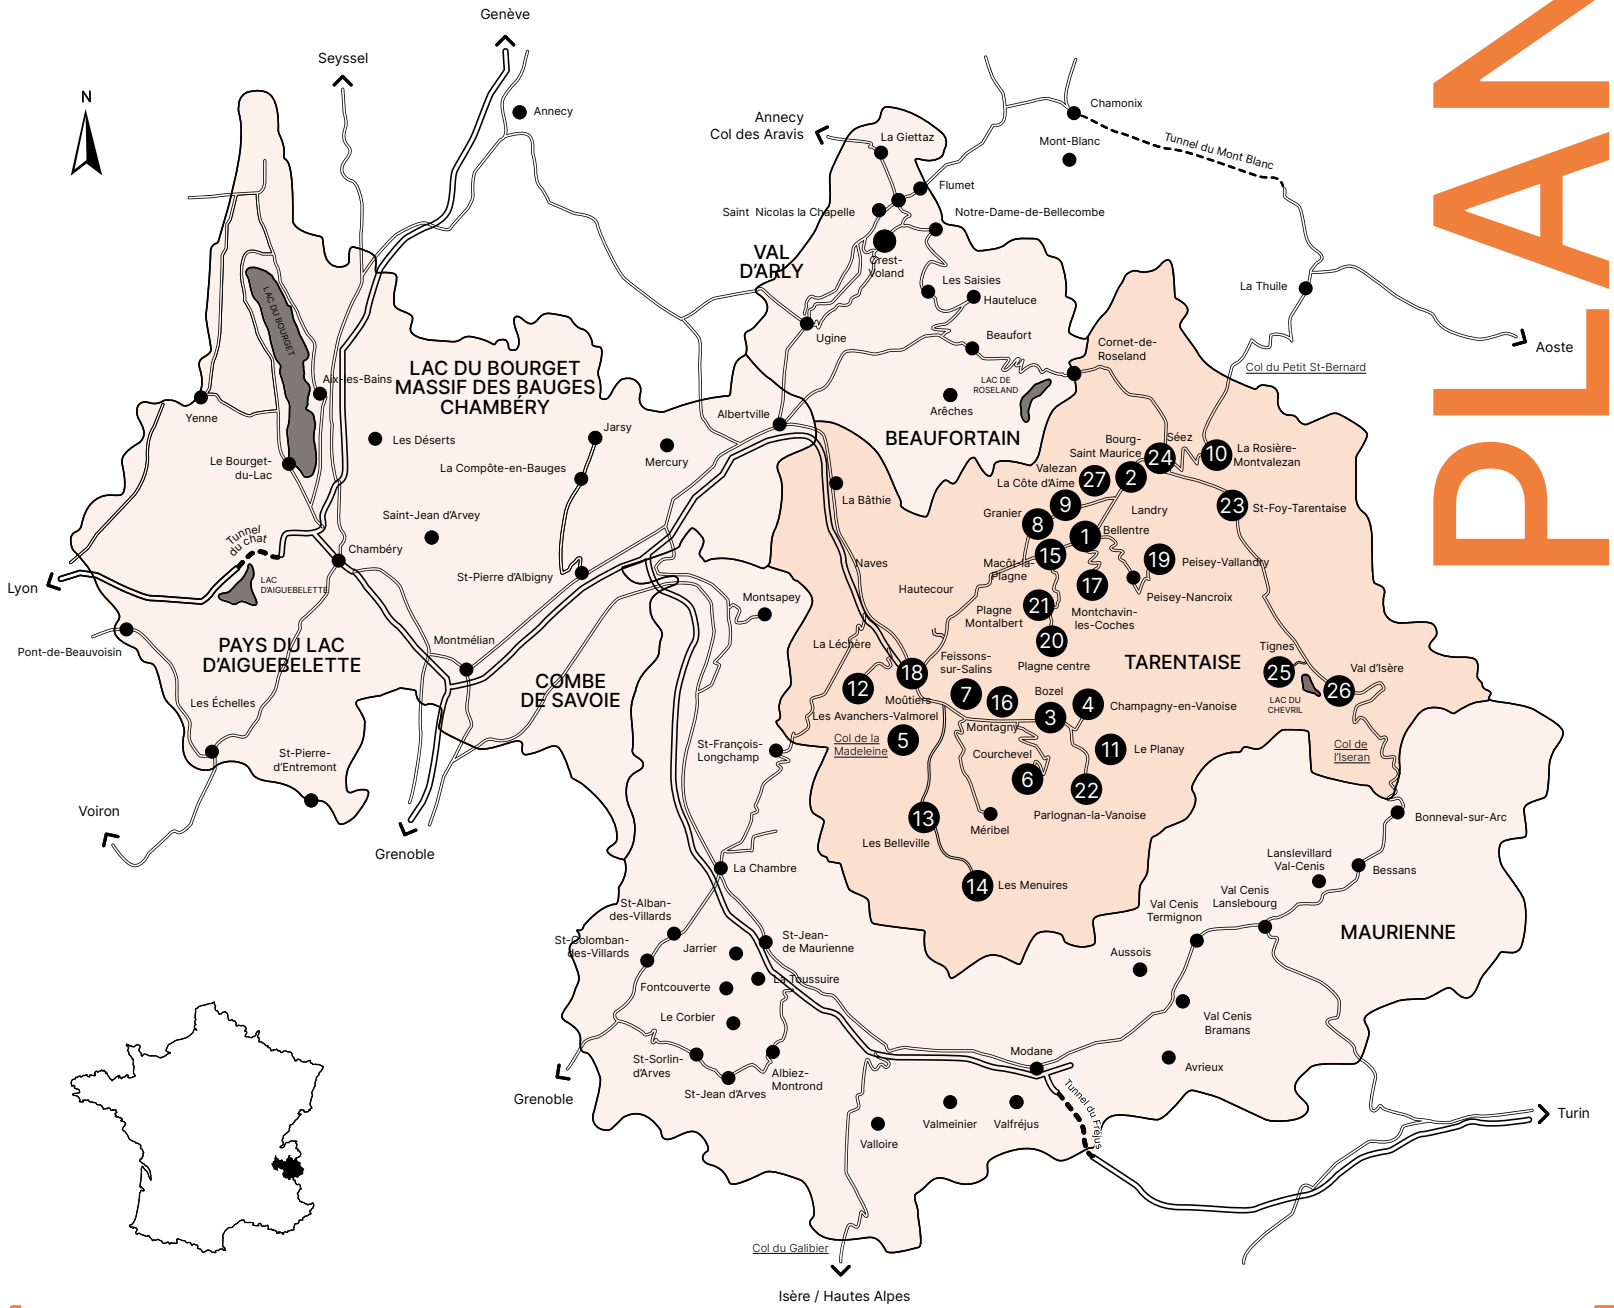 PLAN
Genève
Seyssel
N
Annecy
Annecy
Col des Aravis
La Giettaz
Chamonix
Mont-Blanc
Tunnel du Mont Blanc
Flumet
Saint Nicolas la Chapelle
Notre-Dame-de-Bellecombe
VAL
D'ARLY
Crest-
Voland
Les Saisies
Hauteluce
La Thuile
Aoste
Ugine
Beaufort
Cornet-de-
Roseland
Col du Petit St-Bernard
LAC DU BOURGET
LAC DU BOURGET
MASSIF DES BAUGES
CHAMBÉRY
Aix-les-Bains
Yenne
LAC DE
ROSELAND
Arêches
Albertville
BEAUFORTAIN
Les Déserts
Jarsy
Mercury
Le Bourget-
du-Lac
La Compôte-en-Bauges
Bourg-
Saint Maurice
Séez
24
10
La Rosière-
Montvalezan
Valezan
27
2
La Côte d'Aime
La Bâthie
9
Landry
23
St-Foy-Tarentaise
Granier
8
Saint-Jean d'Arvey
1
Bellentre
Tunnel
du chat
Chambéry
Naves
15
Macôt-la-
Plagne
19
Peisey-Vallandry
St-Pierre d'Albigny
17
Peisey-Nancroix
Lyon
LAC
D'AIGUEBELETTE
Hautecour
Montsapey
21
Plagne
Montalbert
Montchavin-
les-Coches
Pont-de-Beauvoisin
PAYS DU LAC
D'AIGUEBELETTE
Montmélian
La Léchère
20
Plagne centre
TARENTAISE
Tignes
25
Val d'Isère
26
LAC DU
CHEVRIL
Feissons-
sur-Salins
18
Moûtiers
12
COMBE
DE SAVOIE
Les Échelles
7
16
Bozel
3
4
Champagny-en-Vanoise
Les Avanchers-Valmorel
Montagny
Col de la
Madeleine
5
St-François-
Longchamp
Courchevel
11
Le Planay
Col de
l'Iseran
St-Pierre-
d'Entremont
6
22
Parlognan-la-Vanoise
Voiron
13
Méribel
Bonneval-sur-Arc
Grenoble
Les Belleville
La Chambre
14
Les Menuires
Lanslevillard
Val-Cenis
Bessans
Val Cenis
Lanslebourg
Val Cenis
Termignon
St-Alban-
des-Villards
St-Colomban-
des-Villards
Jarrier
St-Jean-
de Maurienne
MAURIENNE
Aussois
Fontcouverte
La Toussuire
Le Corbier
Val Cenis
Bramans
St-Sorlin-
d'Arves
Albiez-
Montrond
Modane
Avrieux
St-Jean d'Arves
Tunnel du Fréjus
Grenoble
Valmeinier
Valfréjus
Valloire
Turin
Col du Galibier
Isère / Hautes Alpes